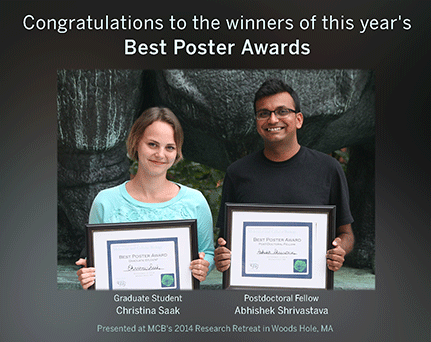 Congratulations to the winners of this year's
Best Poster Awards
BEST POSTER AWARD
BEST POSTER AWARD
Graduate Student
Christina Saak
Postdoctoral Fellow
Abhishek Shrivastava
Presented at MCB's 2014 Research Retreat in Woods Hole, MA